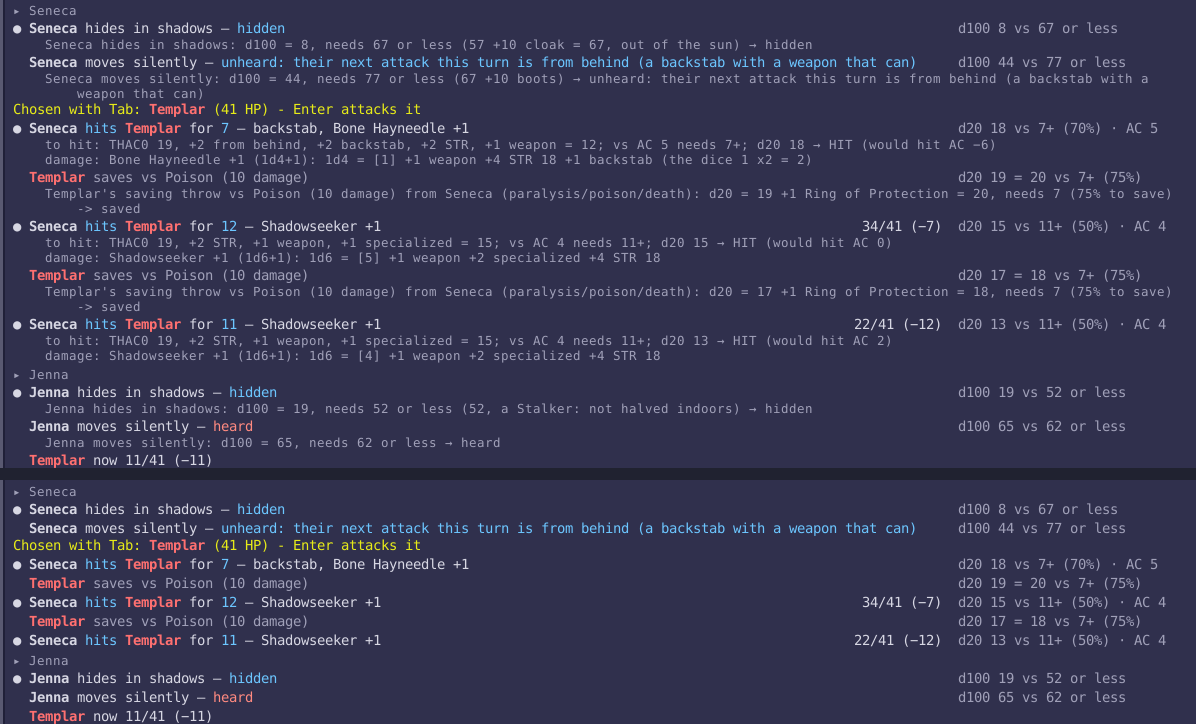 ▸ Seneca
● Seneca hides in shadows — hidden d100 8 vs 67 or less
Seneca hides in shadows: d100 = 8, needs 67 or less (57 +10 cloak = 67, out of the sun) → hidden
Seneca moves silently — unheard: their next attack this turn is from behind (a backstab with a weapon that can) d100 44 vs 77 or less
Seneca moves silently: d100 = 44, needs 77 or less (67 +10 boots) → unheard: their next attack this turn is from behind (a backstab with a
weapon that can)
Chosen with Tab: Templar (41 HP) - Enter attacks it
● Seneca hits Templar for 7 — backstab, Bone Hayneedle +1 d20 18 vs 7+ (70%) · AC 5
to hit: THAC0 19, +2 from behind, +2 backstab, +2 STR, +1 weapon = 12; vs AC 5 needs 7+; d20 18 → HIT (would hit AC −6)
damage: Bone Hayneedle +1 (1d4+1): 1d4 = [1] +1 weapon +4 STR 18 +1 backstab (the dice 1 x2 = 2)
Templar saves vs Poison (10 damage) d20 19 = 20 vs 7+ (75%)
Templar's saving throw vs Poison (10 damage) from Seneca (paralysis/poison/death): d20 = 19 +1 Ring of Protection = 20, needs 7 (75% to save)
-> saved
● Seneca hits Templar for 12 — Shadowseeker +1 34/41 (−7) d20 15 vs 11+ (50%) · AC 4
to hit: THAC0 19, +2 STR, +1 weapon, +1 specialized = 15; vs AC 4 needs 11+; d20 15 → HIT (would hit AC 0)
damage: Shadowseeker +1 (1d6+1): 1d6 = [5] +1 weapon +2 specialized +4 STR 18
Templar saves vs Poison (10 damage) d20 17 = 18 vs 7+ (75%)
Templar's saving throw vs Poison (10 damage) from Seneca (paralysis/poison/death): d20 = 17 +1 Ring of Protection = 18, needs 7 (75% to save)
-> saved
● Seneca hits Templar for 11 — Shadowseeker +1 22/41 (−12) d20 13 vs 11+ (50%) · AC 4
to hit: THAC0 19, +2 STR, +1 weapon, +1 specialized = 15; vs AC 4 needs 11+; d20 13 → HIT (would hit AC 2)
damage: Shadowseeker +1 (1d6+1): 1d6 = [4] +1 weapon +2 specialized +4 STR 18
▸ Jenna
● Jenna hides in shadows — hidden d100 19 vs 52 or less
Jenna hides in shadows: d100 = 19, needs 52 or less (52, a Stalker: not halved indoors) → hidden
Jenna moves silently — heard d100 65 vs 62 or less
Jenna moves silently: d100 = 65, needs 62 or less → heard
Templar now 11/41 (−11)
▸ Seneca
● Seneca hides in shadows — hidden d100 8 vs 67 or less
Seneca moves silently — unheard: their next attack this turn is from behind (a backstab with a weapon that can) d100 44 vs 77 or less
Chosen with Tab: Templar (41 HP) - Enter attacks it
● Seneca hits Templar for 7 — backstab, Bone Hayneedle +1 d20 18 vs 7+ (70%) · AC 5
Templar saves vs Poison (10 damage) d20 19 = 20 vs 7+ (75%)
● Seneca hits Templar for 12 — Shadowseeker +1 34/41 (−7) d20 15 vs 11+ (50%) · AC 4
Templar saves vs Poison (10 damage) d20 17 = 18 vs 7+ (75%)
● Seneca hits Templar for 11 — Shadowseeker +1 22/41 (−12) d20 13 vs 11+ (50%) · AC 4
▸ Jenna
● Jenna hides in shadows — hidden d100 19 vs 52 or less
Jenna moves silently — heard d100 65 vs 62 or less
Templar now 11/41 (−11)